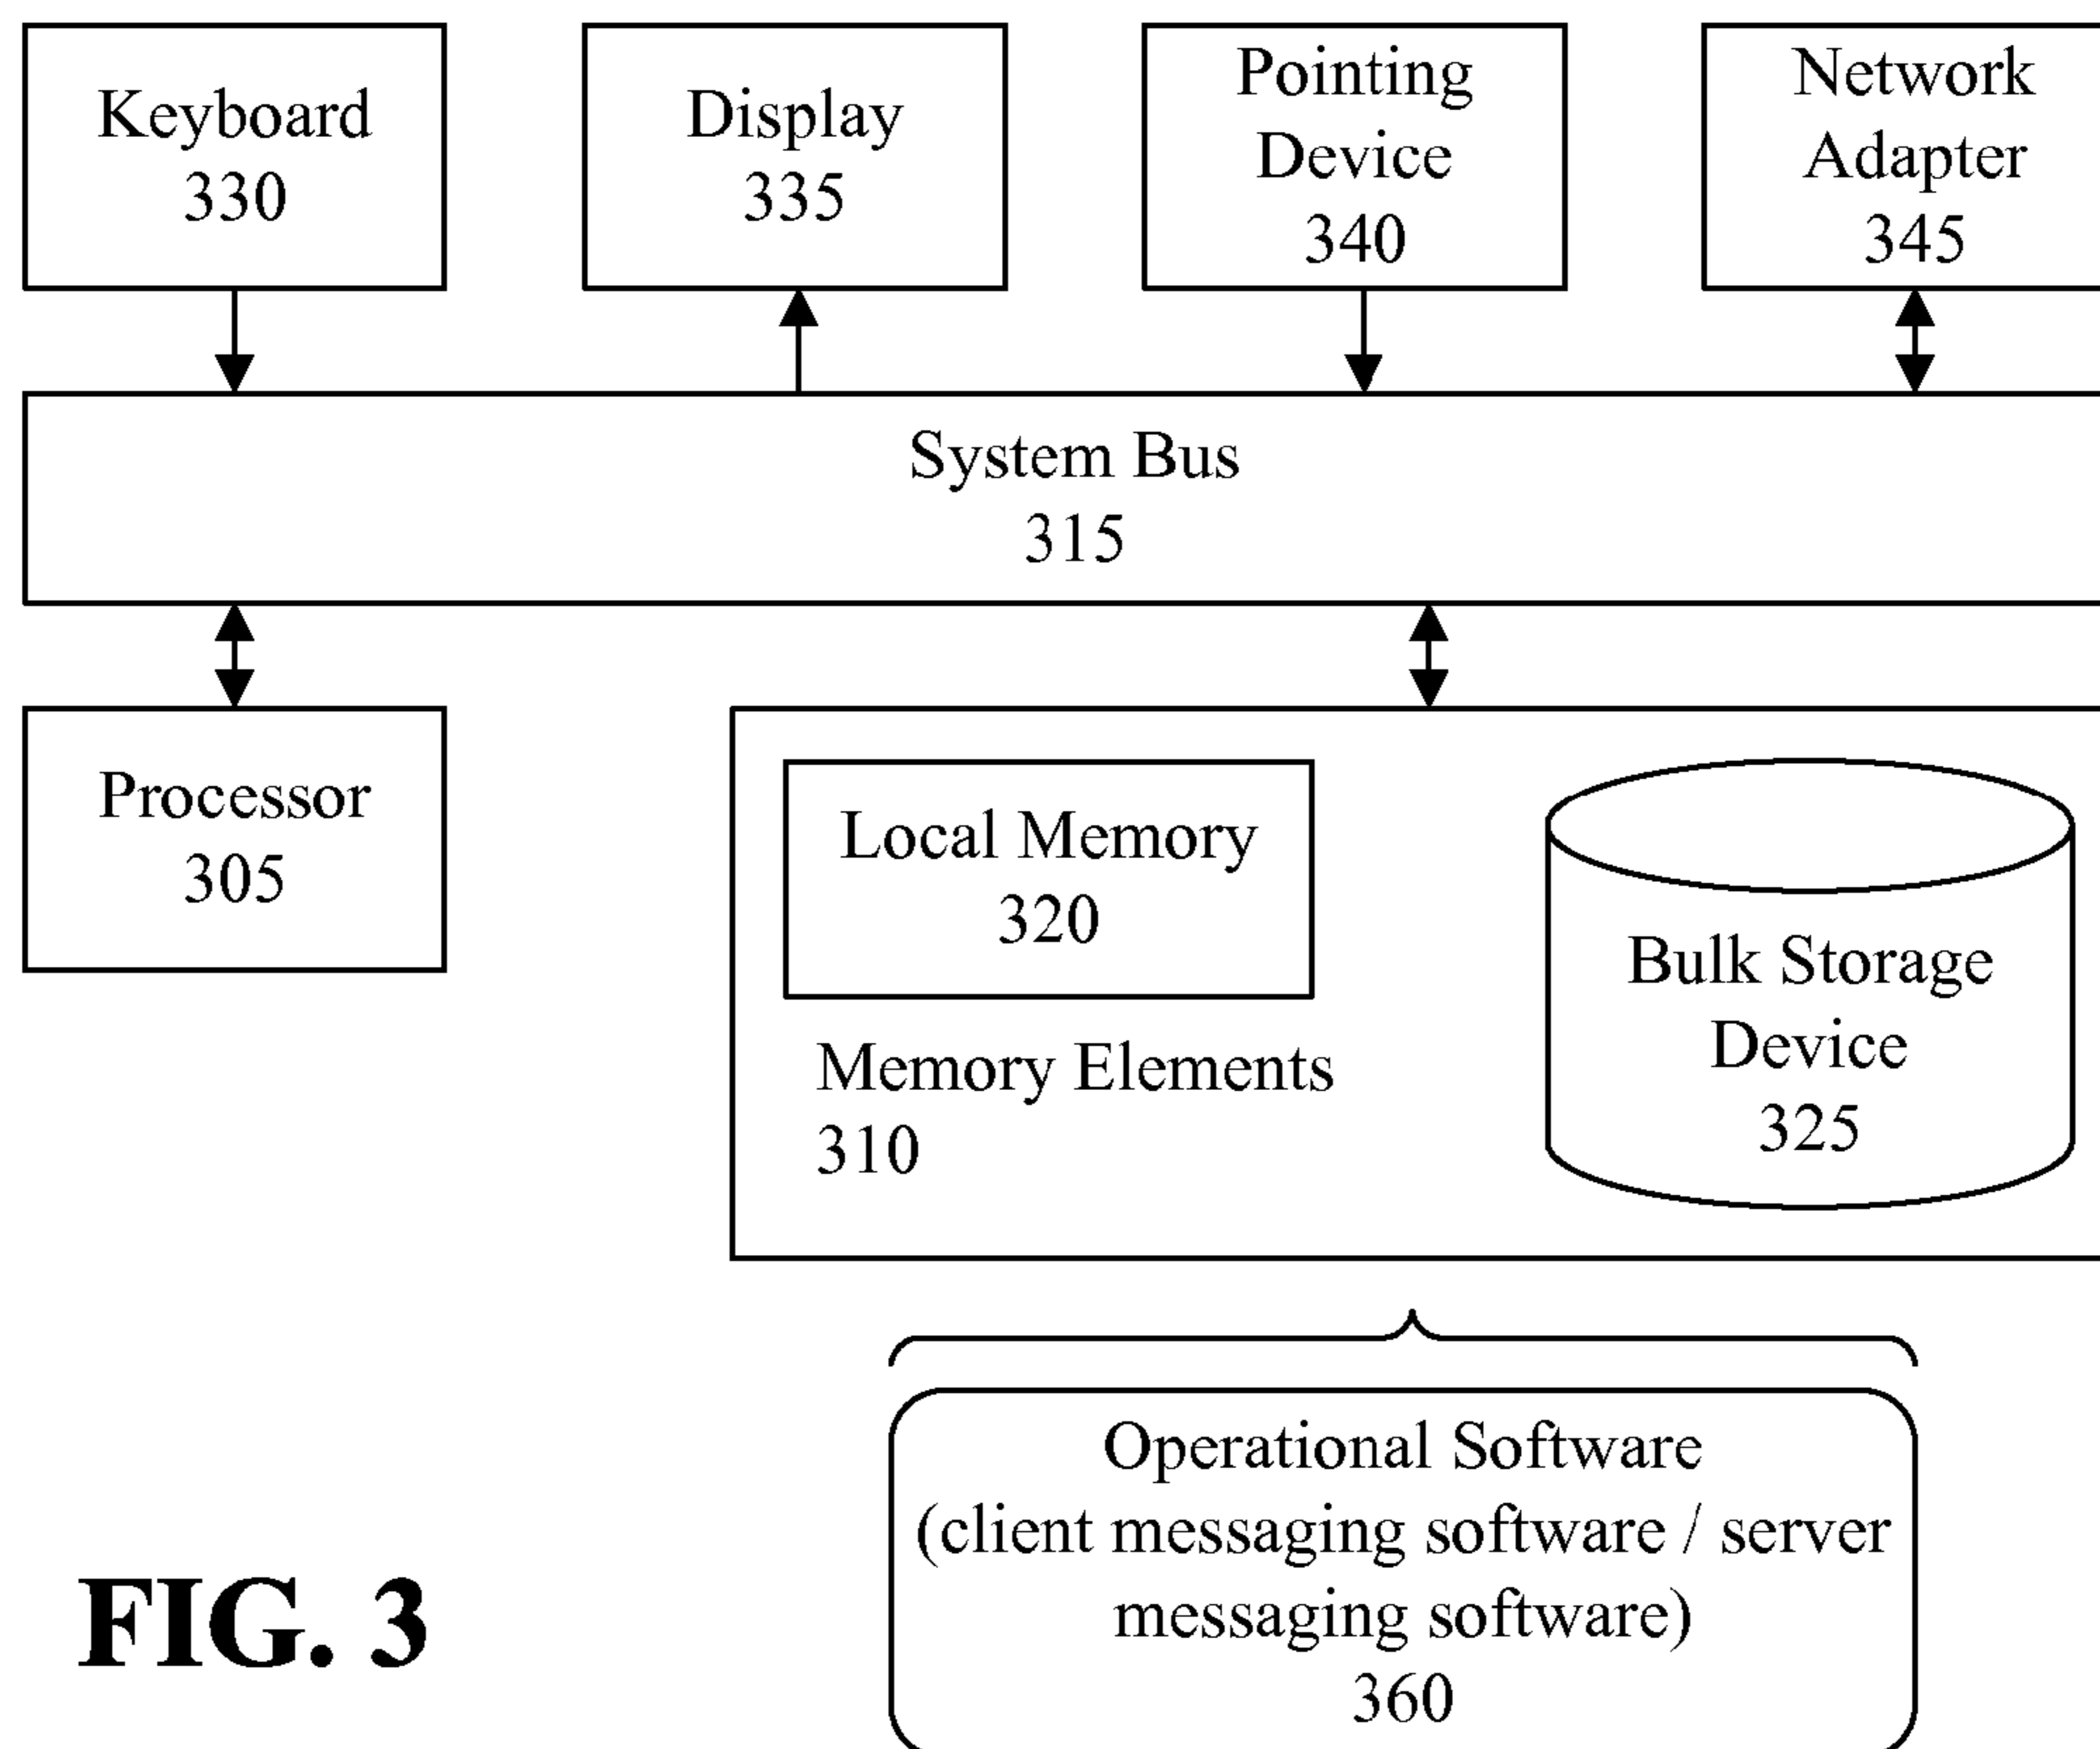 Keyboard
330
Display
335
Pointing
Device
340
Network
Adapter
345
System Bus
315
Processor
305
Local Memory
320
Memory Elements
310
Bulk Storage
Device
325
Operational Software
(client messaging software / server
messaging software)
360
FIG. 3